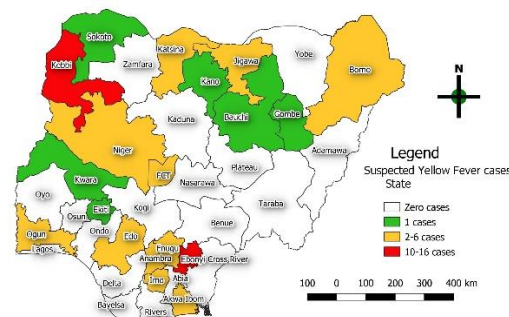 Sokoto
Katsina
Yobe
Jigawa
Borno
Kebbi
Zamfara
Kano
Kaduna
Bauchi
Gombe
Niger
Adamawa
Plateau
FCT
Nasarawa
Taraba
Kwara
Oyo
Ekiti
Kogi
Osun
Benue
Ondo
Ogun
Edo
Lagos
Enugu
Anambra
Ebonyi
Cross River
Imo
Abia
Delta
Akwa Ibom
Bayelsa
Rivers
N
Legend
Suspected Yellow Fever cases
State
Zero cases
1 cases
2-6 cases
10-16 cases
100 0 100 200 300 400 km